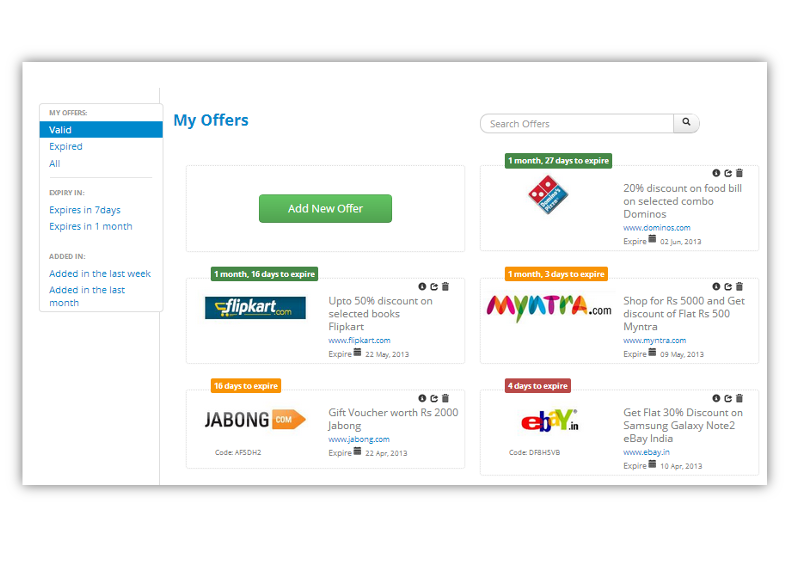 MY OFFERS:
Valid
Expired
All
EXPIRY IN:
Expires in 7days
Expires in 1 month
ADDED IN:
Added in the last week
Added in the last
month
My Offers
Search Offers
Add New Offer
1 month, 27 days to expire
Domino's
Pizza
20% discount on food bill
on selected combo
Dominos
www.dominos.com
Expire 02 Jun, 2013
1 month, 16 days to expire
flipkart.com
Upto 50% discount on
selected books
Flipkart
www.flipkart.com
Expire 22 May, 2013
1 month, 3 days to expire
myntra.com
Shop for Rs 5000 and Get
discount of Flat Rs 500
Myntra
www.myntra.com
Expire 09 May, 2013
10 days to expire
JABONG COM
Code: AF5DH2
Gift Voucher worth Rs 2000
Jabong
www.jabong.com
Expire 22 Apr, 2013
4 days to expire
ebaY.in
Code: DF8HSVB
Get Flat 30% Discount on
Samsung Galaxy Note2
eBay India
www.ebay.in
Expire 10 Apr, 2013